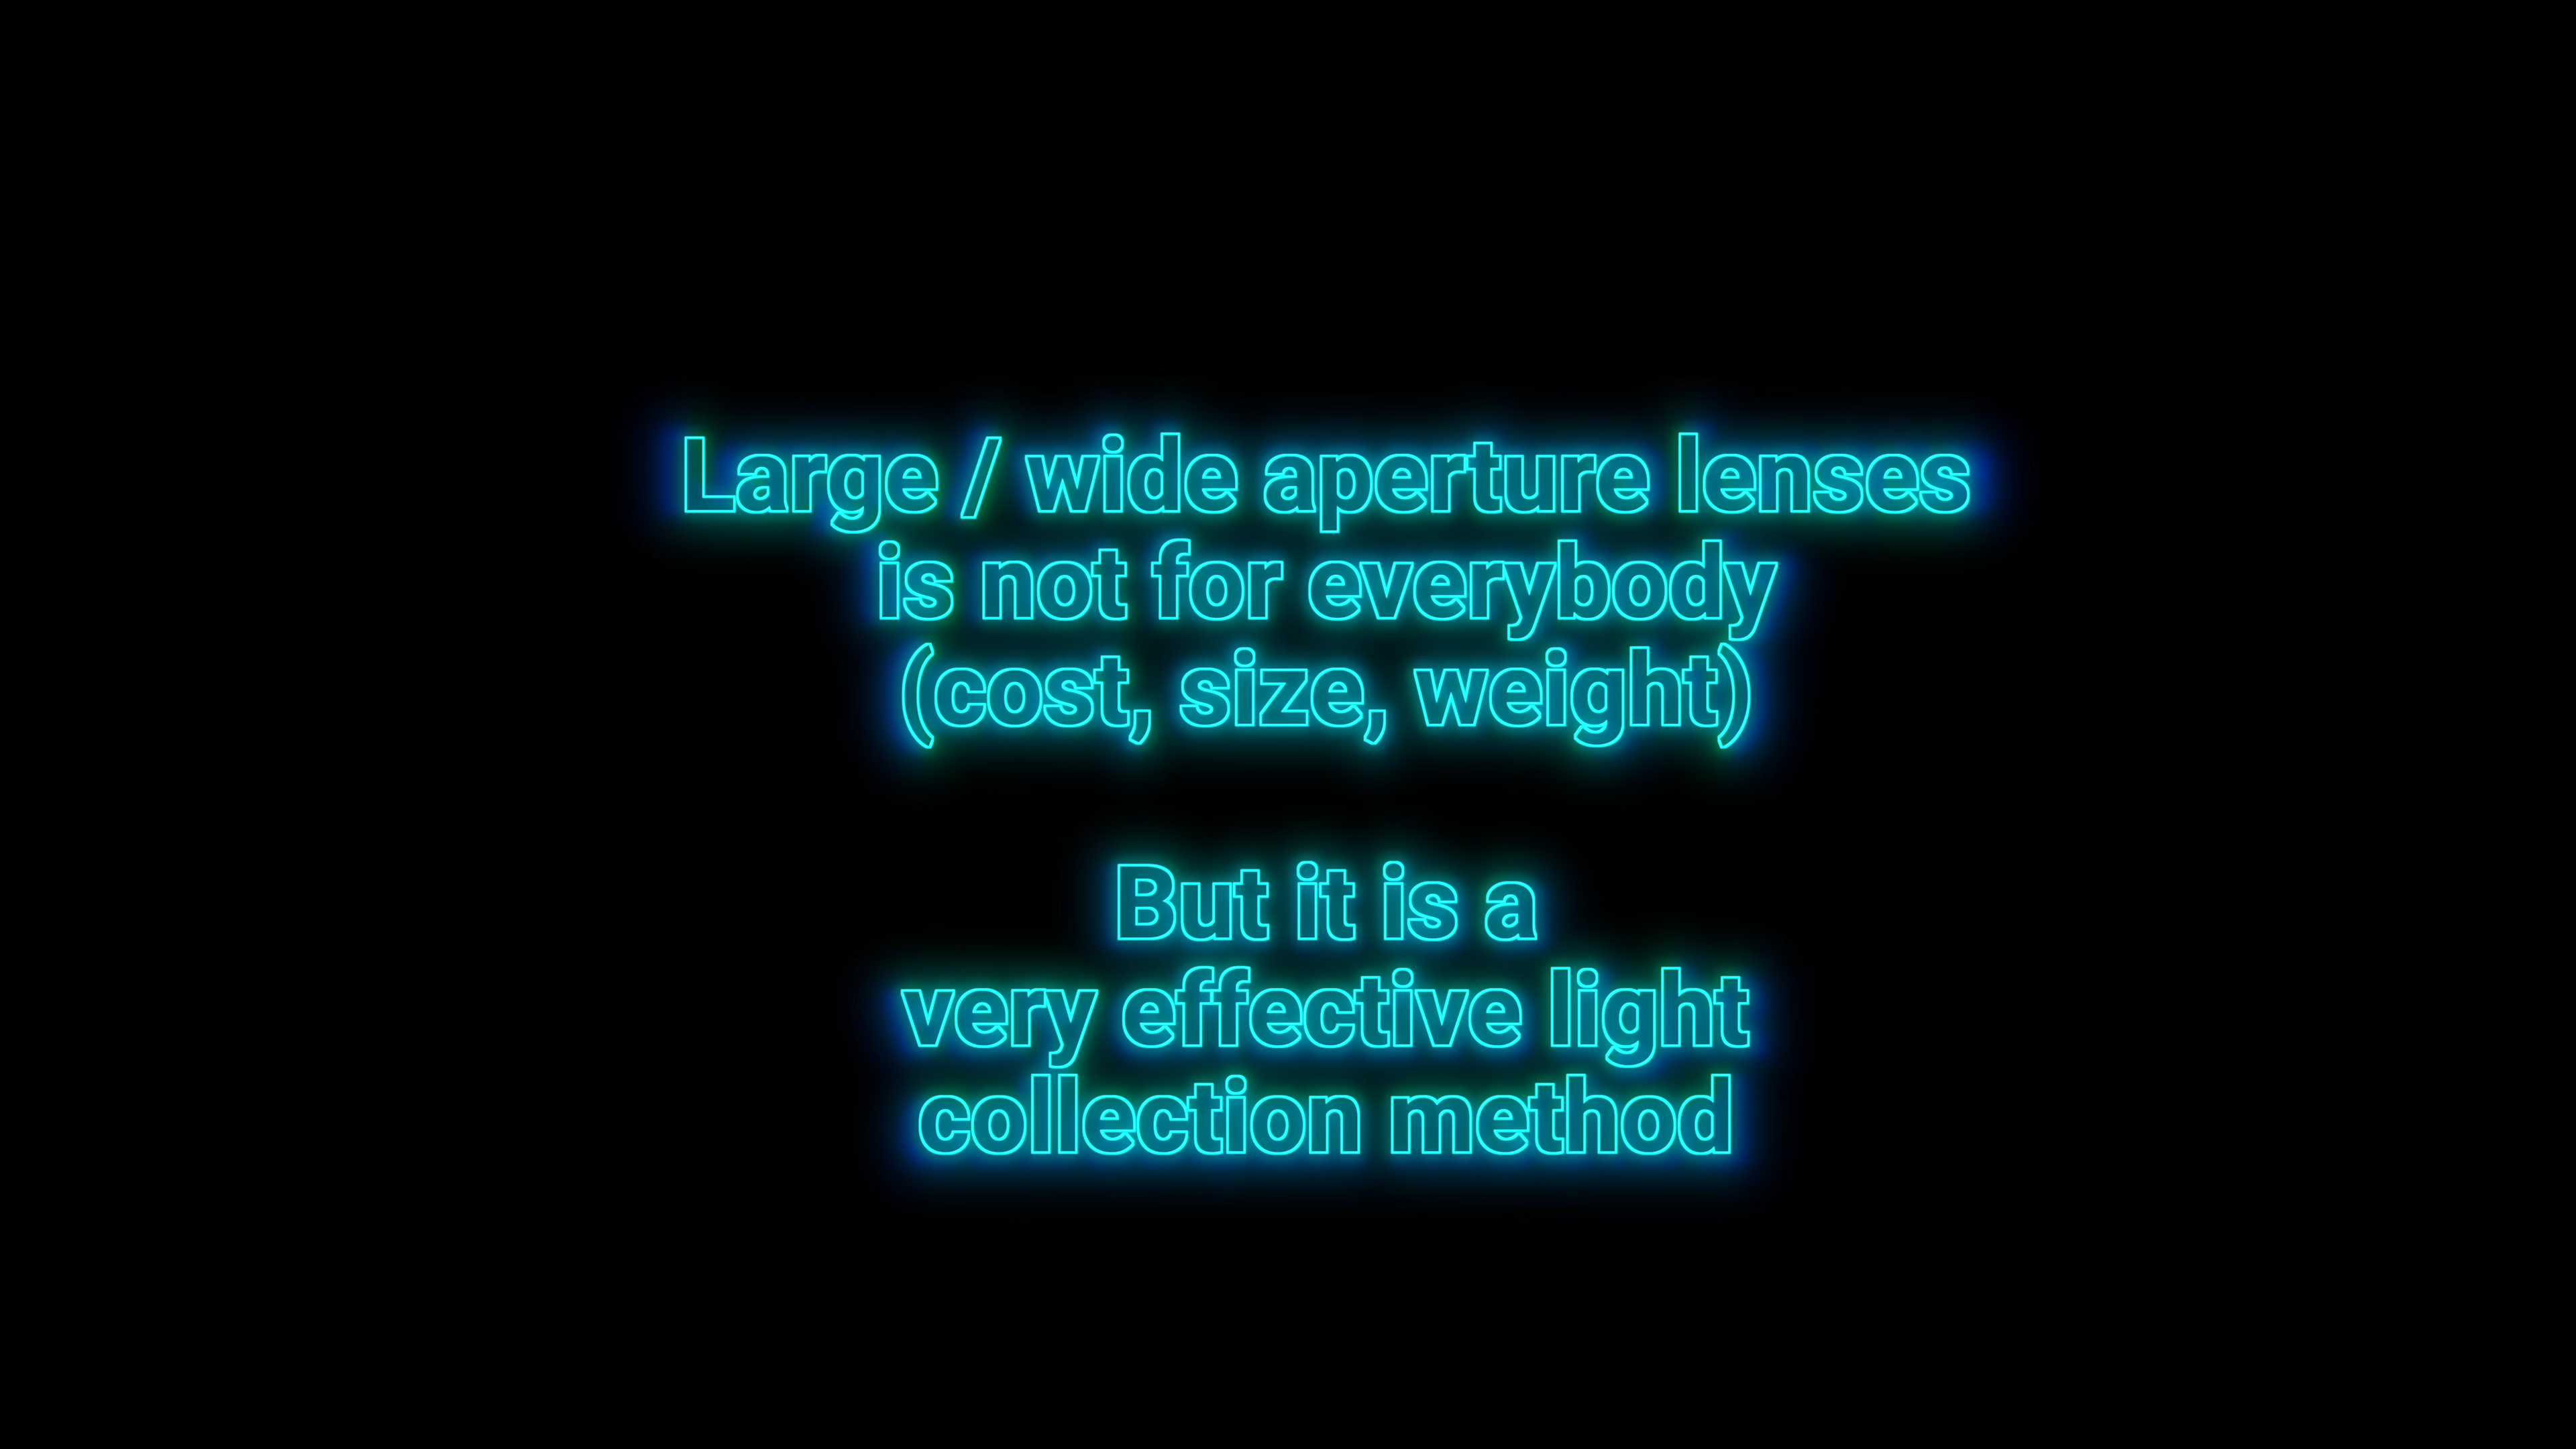 Large / wide aperture lenses
is not for everybody
(cost, size, weight)
But it is a
very effective light
collection method